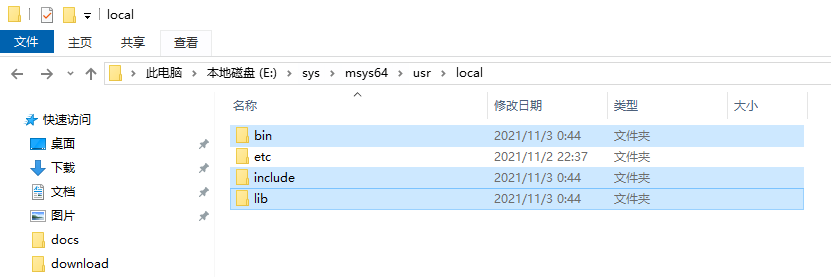 local
文件 主页 共享 查看
此电脑 本地磁盘 (E:) sys msys64 usr local
名称 修改日期 类型 大小
快速访问
bin 2021/11/3 0:44 文件夹
桌面
etc 2021/11/2 22:37 文件夹
下载
include 2021/11/3 0:44 文件夹
文档
lib 2021/11/3 0:44 文件夹
图片
docs
download